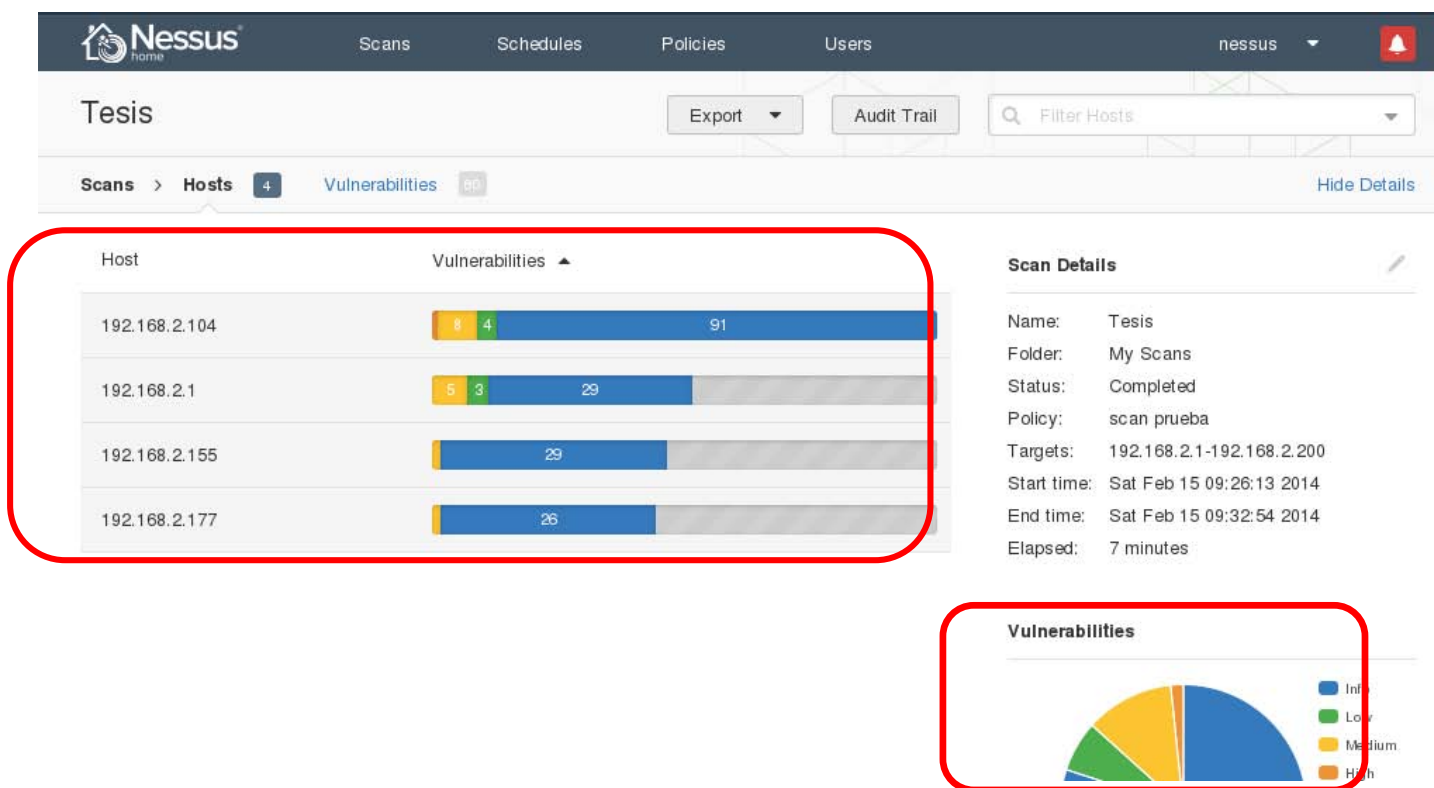 Nessus
home
Scans Schedules Policies Users nessus
Tesis Export Audit Trail Filter Hosts
Scans > Hosts 4 Vulnerabilities 90 Hide Details
Host Vulnerabilities
192.168.2.104 8 4 91
192.168.2.1 5 3 29
192.168.2.155 29
192.168.2.177 26
Scan Details
Name: Tesis
Folder: My Scans
Status: Completed
Policy: scan prueba
Targets: 192.168.2.1-192.168.2.200
Start time: Sat Feb 15 09:26:13 2014
End time: Sat Feb 15 09:32:54 2014
Elapsed: 7 minutes
Vulnerabilities
Info
Low
Medium
High